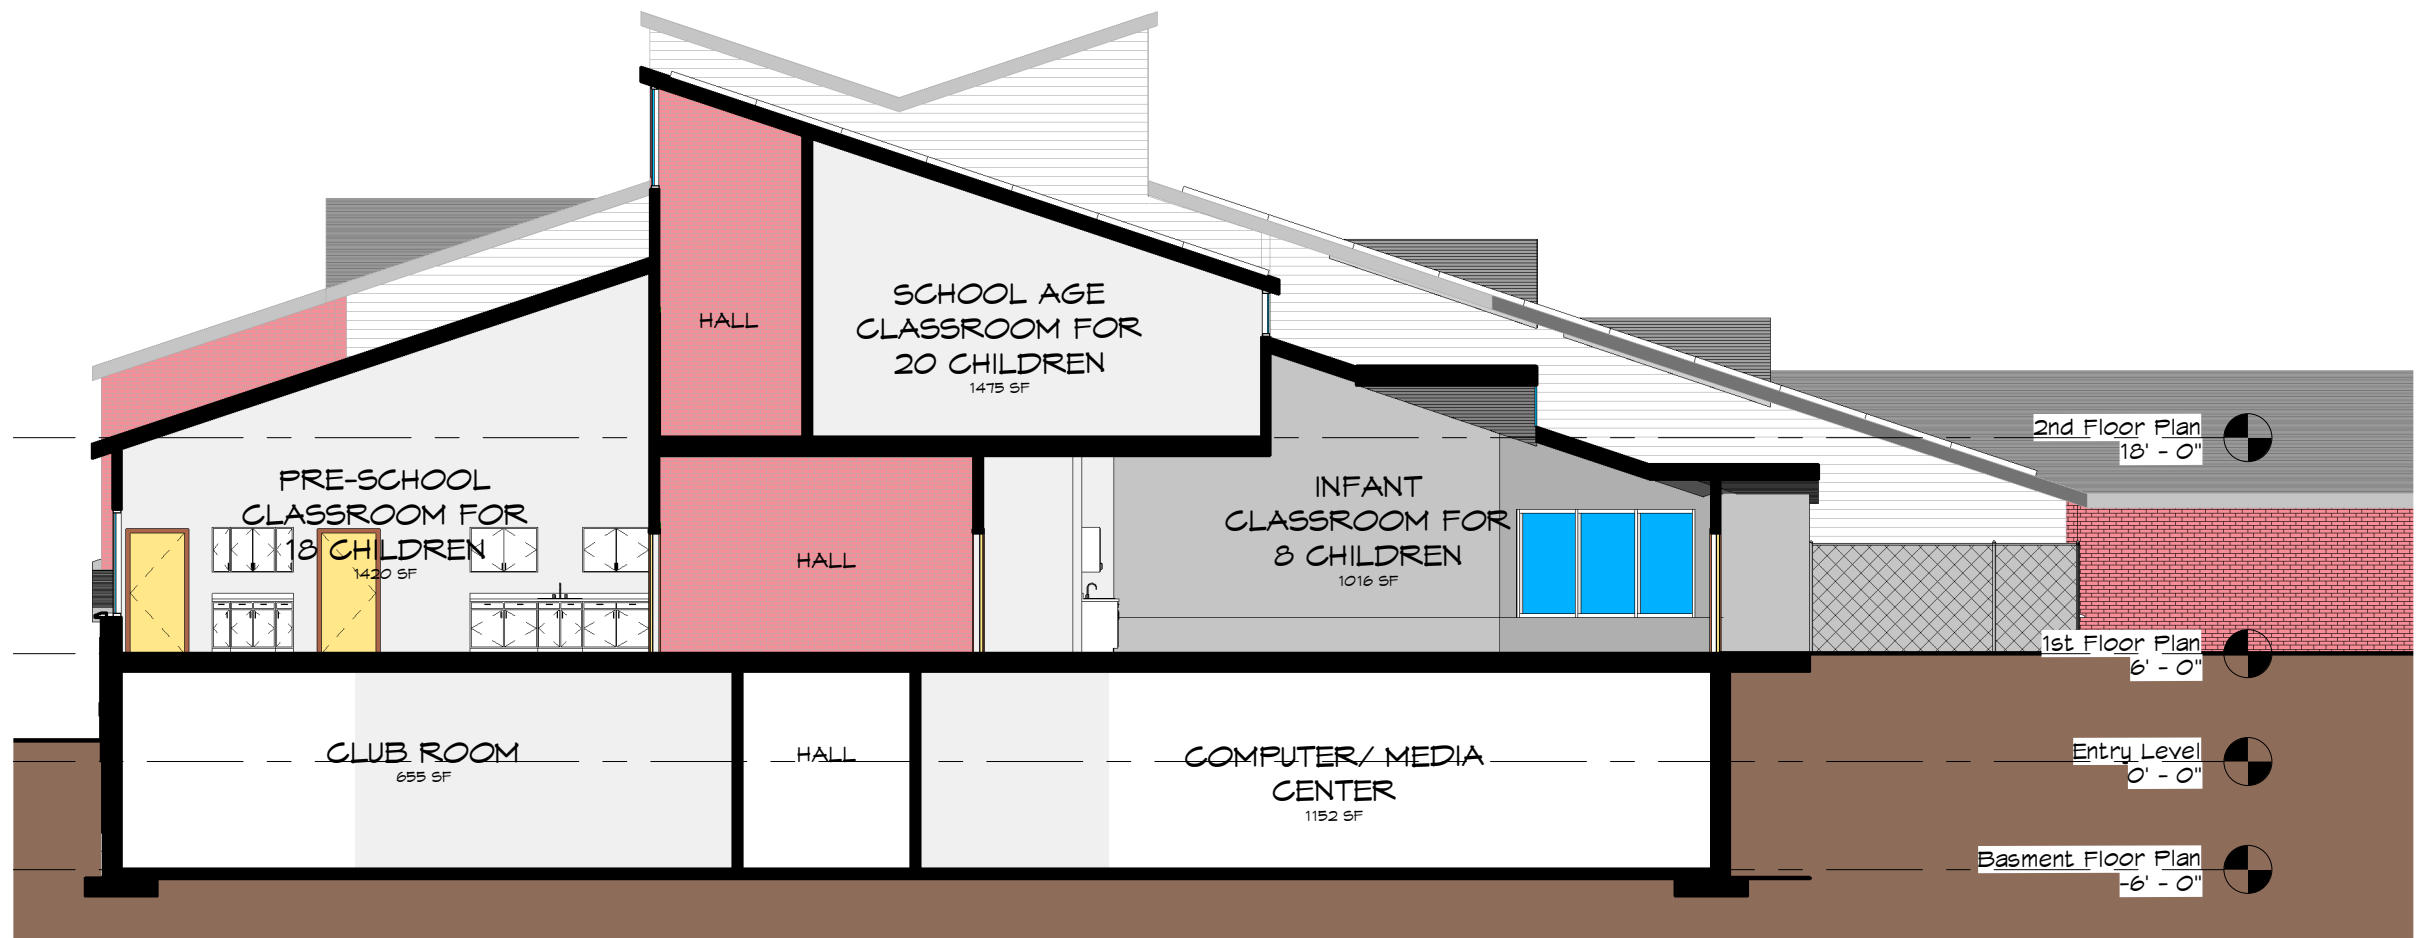 HALL
SCHOOL AGE
CLASSROOM FOR
20 CHILDREN
1475 SF
2nd Floor Plan
18' - 0"
PRE-SCHOOL
CLASSROOM FOR
18 CHILDREN
1420 SF
HALL
INFANT
CLASSROOM FOR
8 CHILDREN
1016 SF
1st Floor Plan
6' - 0"
CLUB ROOM
655 SF
HALL
COMPUTER/ MEDIA
CENTER
1152 SF
Entry Level
0' - 0"
Basment Floor Plan
-6' - 0"